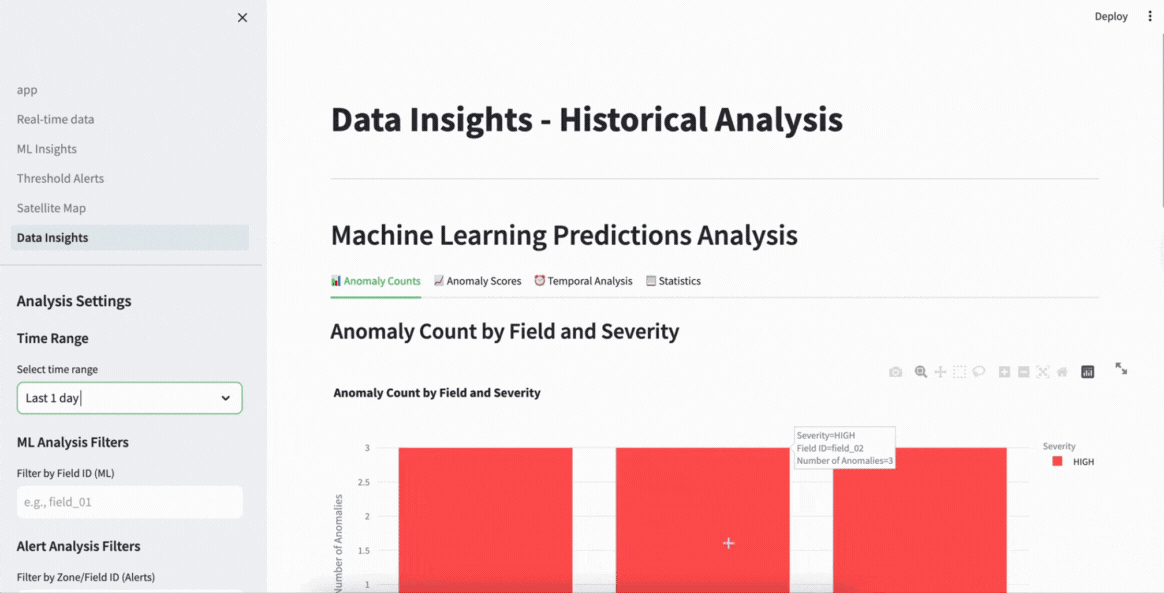 Deploy
app
Real-time data
ML Insights
Threshold Alerts
Satellite Map
Data Insights
Analysis Settings
Time Range
Select time range
Last 1 day
ML Analysis Filters
Filter by Field ID (ML)
e.g., field_01
Alert Analysis Filters
Filter by Zone/Field ID (Alerts)
Data Insights - Historical Analysis
Machine Learning Predictions Analysis
Anomaly Counts Anomaly Scores Temporal Analysis Statistics
Anomaly Count by Field and Severity
Anomaly Count by Field and Severity
Severity=HIGH
Field ID=field_02
Number of Anomalies=3
Severity
HIGH
3
2.5
2
1.5
1
Number of Anomalies